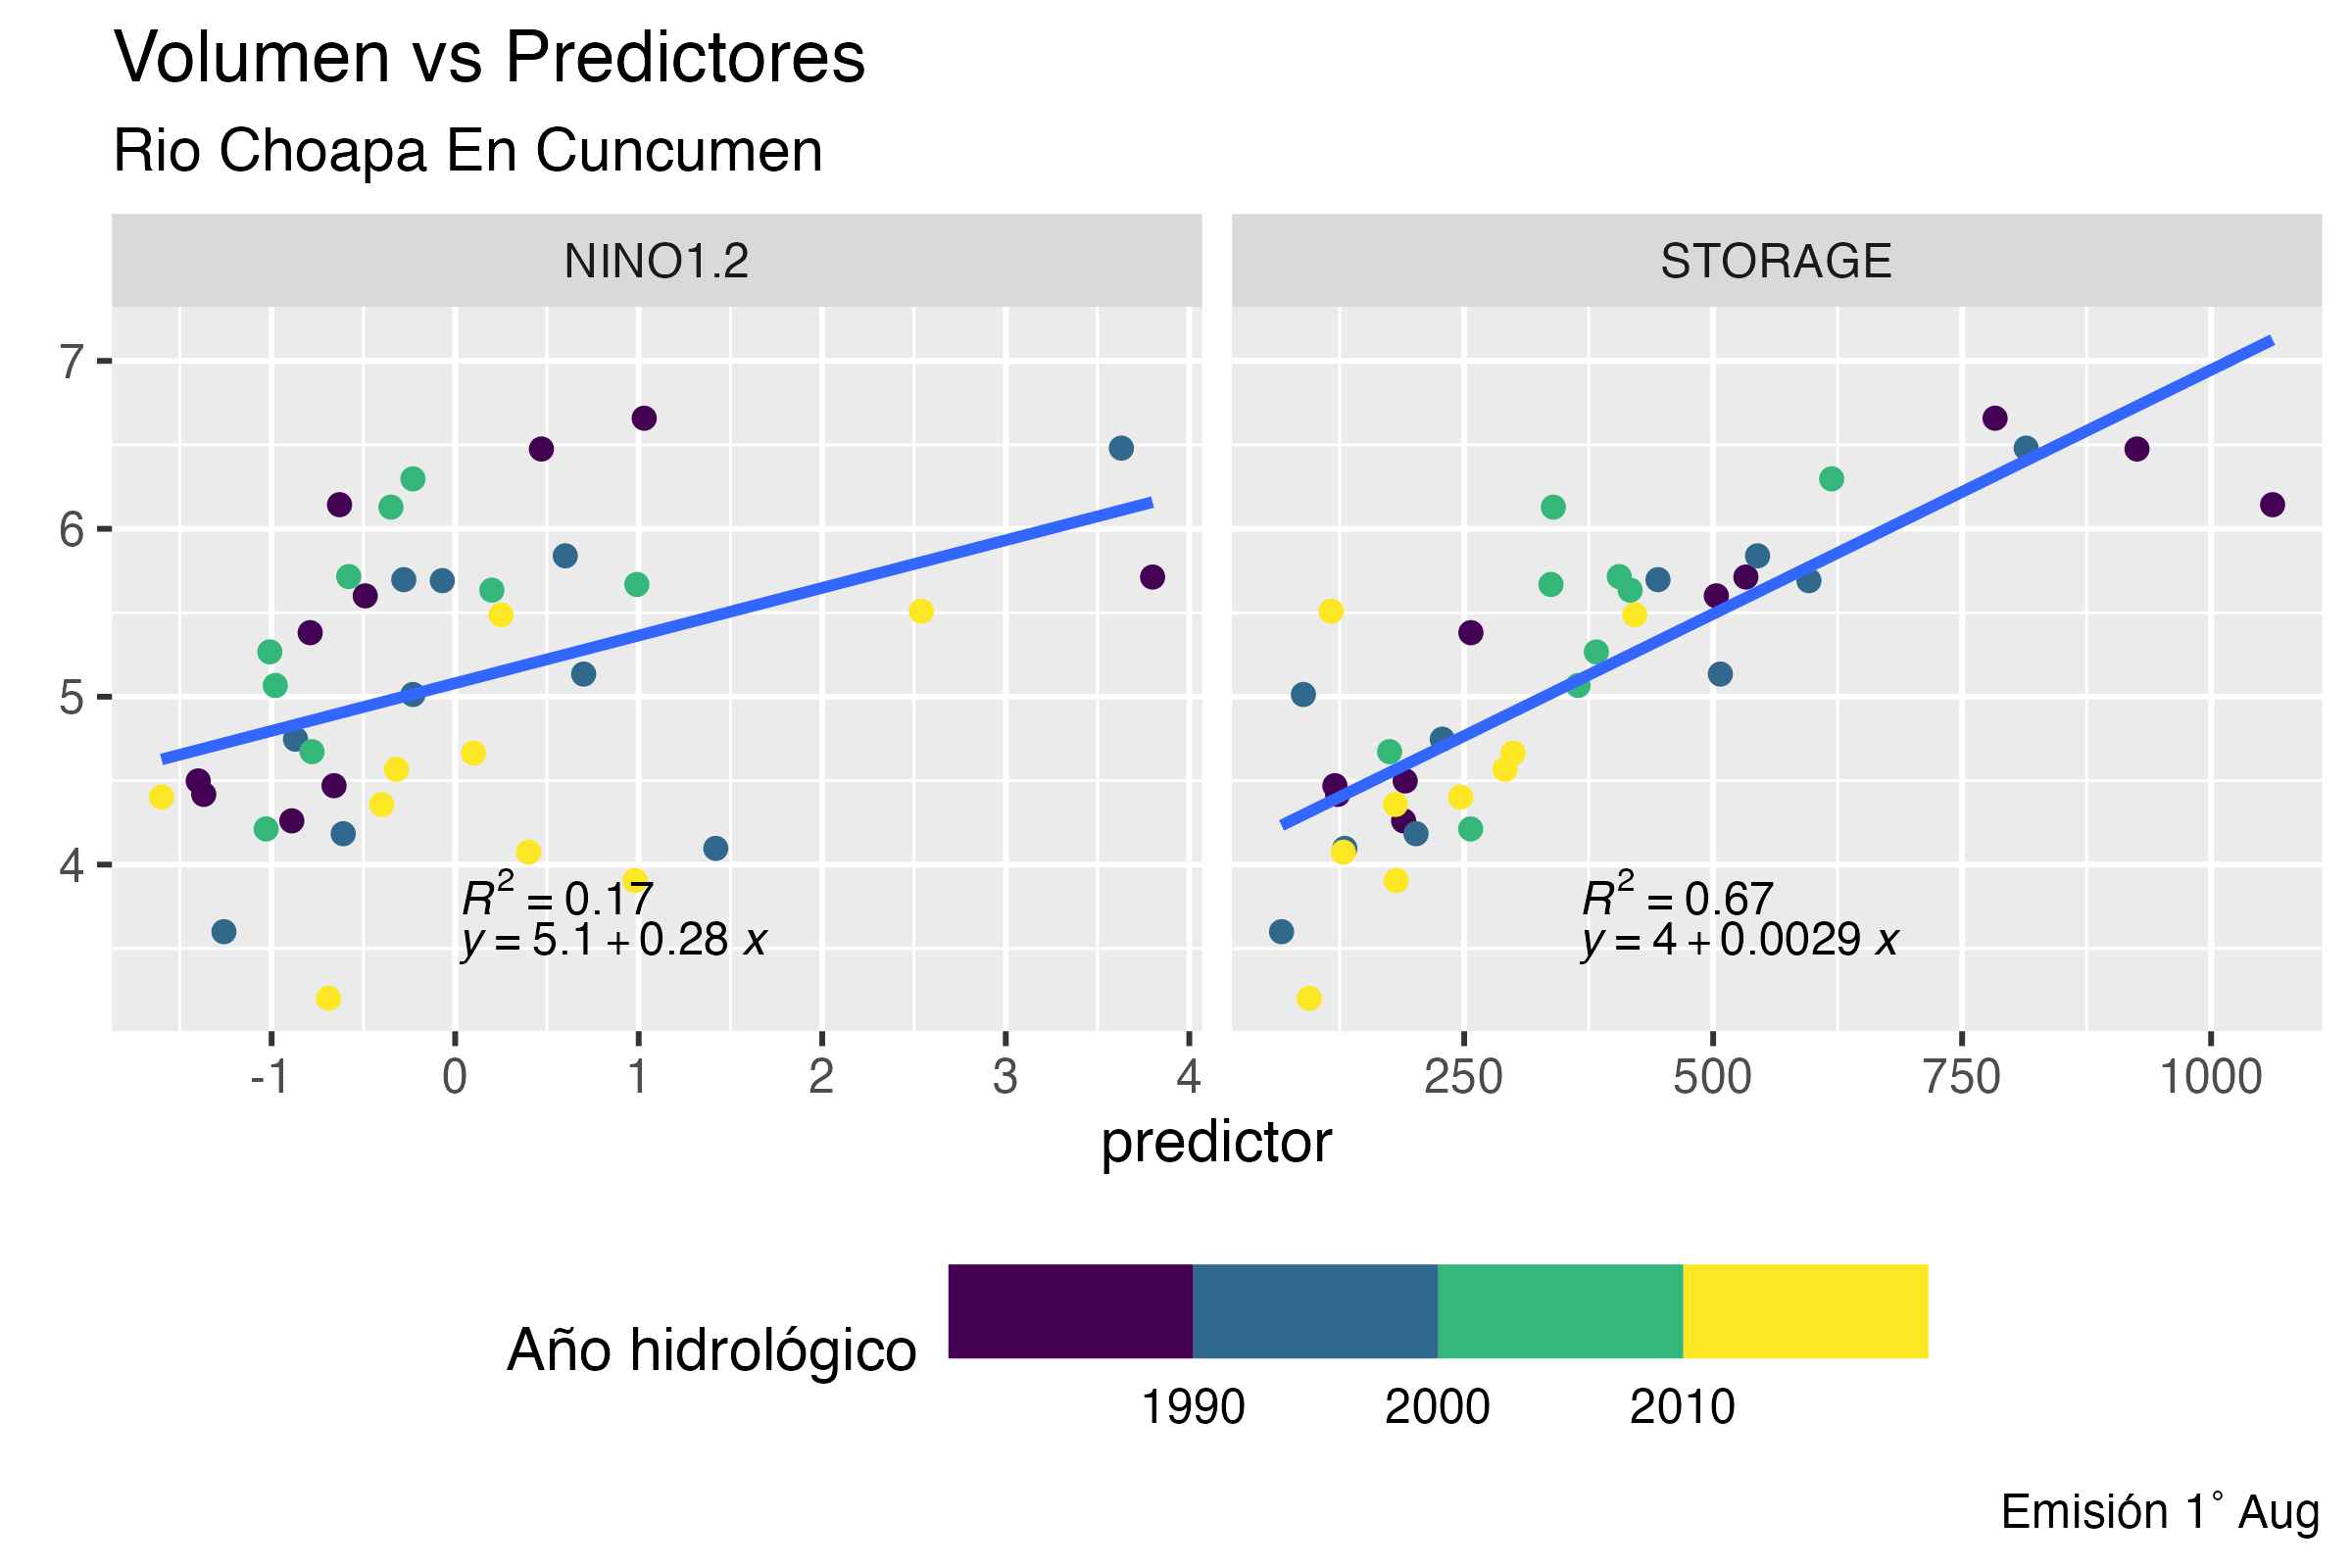 Volumen vs Predictores
Rio Choapa En Cuncumen
NINO1.2 STORAGE
7
6
5
4
R² = 0.17
y = 5.1 + 0.28 x
R² = 0.67
y = 4 + 0.0029 x
-1 0 1 2 3 4 250 500 750 1000
predictor
Año hidrológico
1990 2000 2010
Emisión 1° Aug